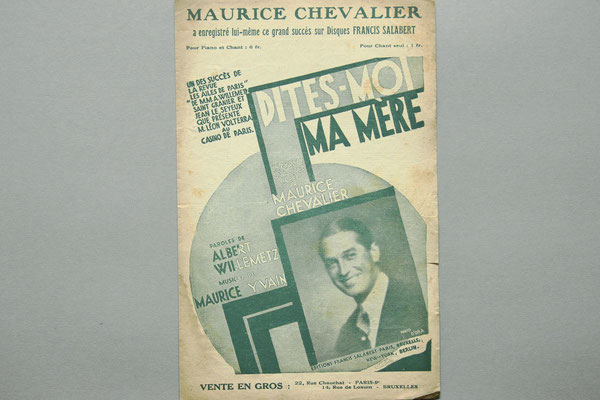 MAURICE CHEVALIER
a enregistré lui-même ce grand succès sur Disques FRANCIS SALABERT
Pour Piano et Chant : 6 fr.
Pour Chant seul : 1 fr.
UN DES SUCCÈS DE
LA REVUE
"LES AILES DE PARIS"
DE MM. A. WILLEMETZ
SAINT GRANIER ET
JEAN LE SEYEUX
QUE PRÉSENTE
M. LÉON VOLTERRA
AU
CASINO DE PARIS.
DITES-MOI
MA MÈRE
MAURICE
CHEVALIER
PAROLES DE
ALBERT
WILLEMETZ
MUSIQUE DE
MAURICE YVAIN
ÉDITIONS FRANCIS SALABERT PARIS, BRUXELLES,
NEW-YORK, BERLIN.
VENTE EN GROS : 22, Rue Chauchat - PARIS-9e
14, Rue de Loxum - BRUXELLES